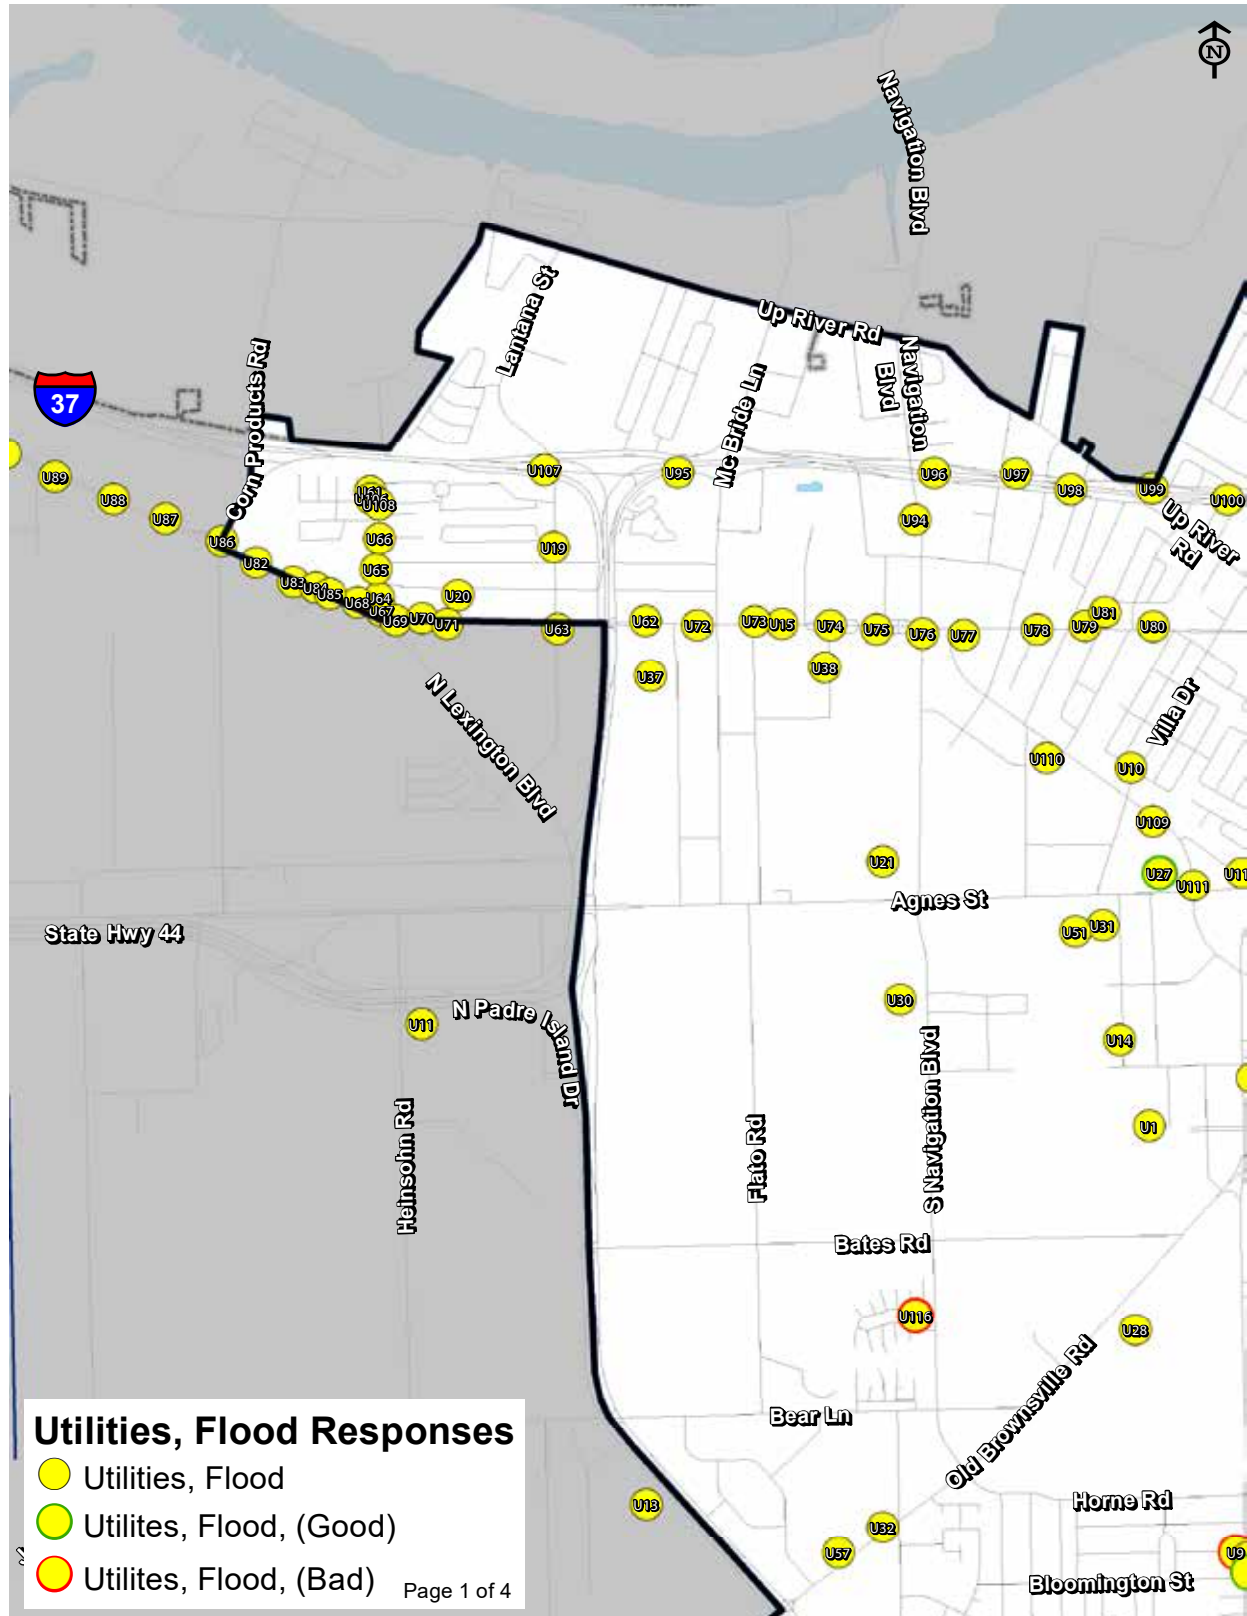 N
Navigation Blvd
Lantana St
Up River Rd
Navigation
Blvd
Corn Products Rd
Mc Bride Ln
37
U107
U95
U96
U97
U98
U99
U100
U89
U88
U87
U86
U61
U106
U108
U94
Up River
Rd
U66
U19
U82
U65
U83
U84
U85
U68
U64
U67
U69
U70
U71
U20
U63
U62
U72
U73
U15
U74
U75
U76
U77
U78
U79
U81
U80
U37
U38
N Lexington Blvd
Villa Dr
U110
U10
U109
U21
U27
U111
U11
Agnes St
State Hwy 44
U51
U31
U30
N Padre Island Dr
U11
U14
S Navigation Blvd
Heinsohn Rd
Flato Rd
U1
Bates Rd
U116
U28
Old Brownsville Rd
Bear Ln
Horne Rd
U13
U32
U57
U9
Bloomington St
Utilities, Flood Responses
Utilities, Flood
Utilites, Flood, (Good)
Utilites, Flood, (Bad)
Page 1 of 4